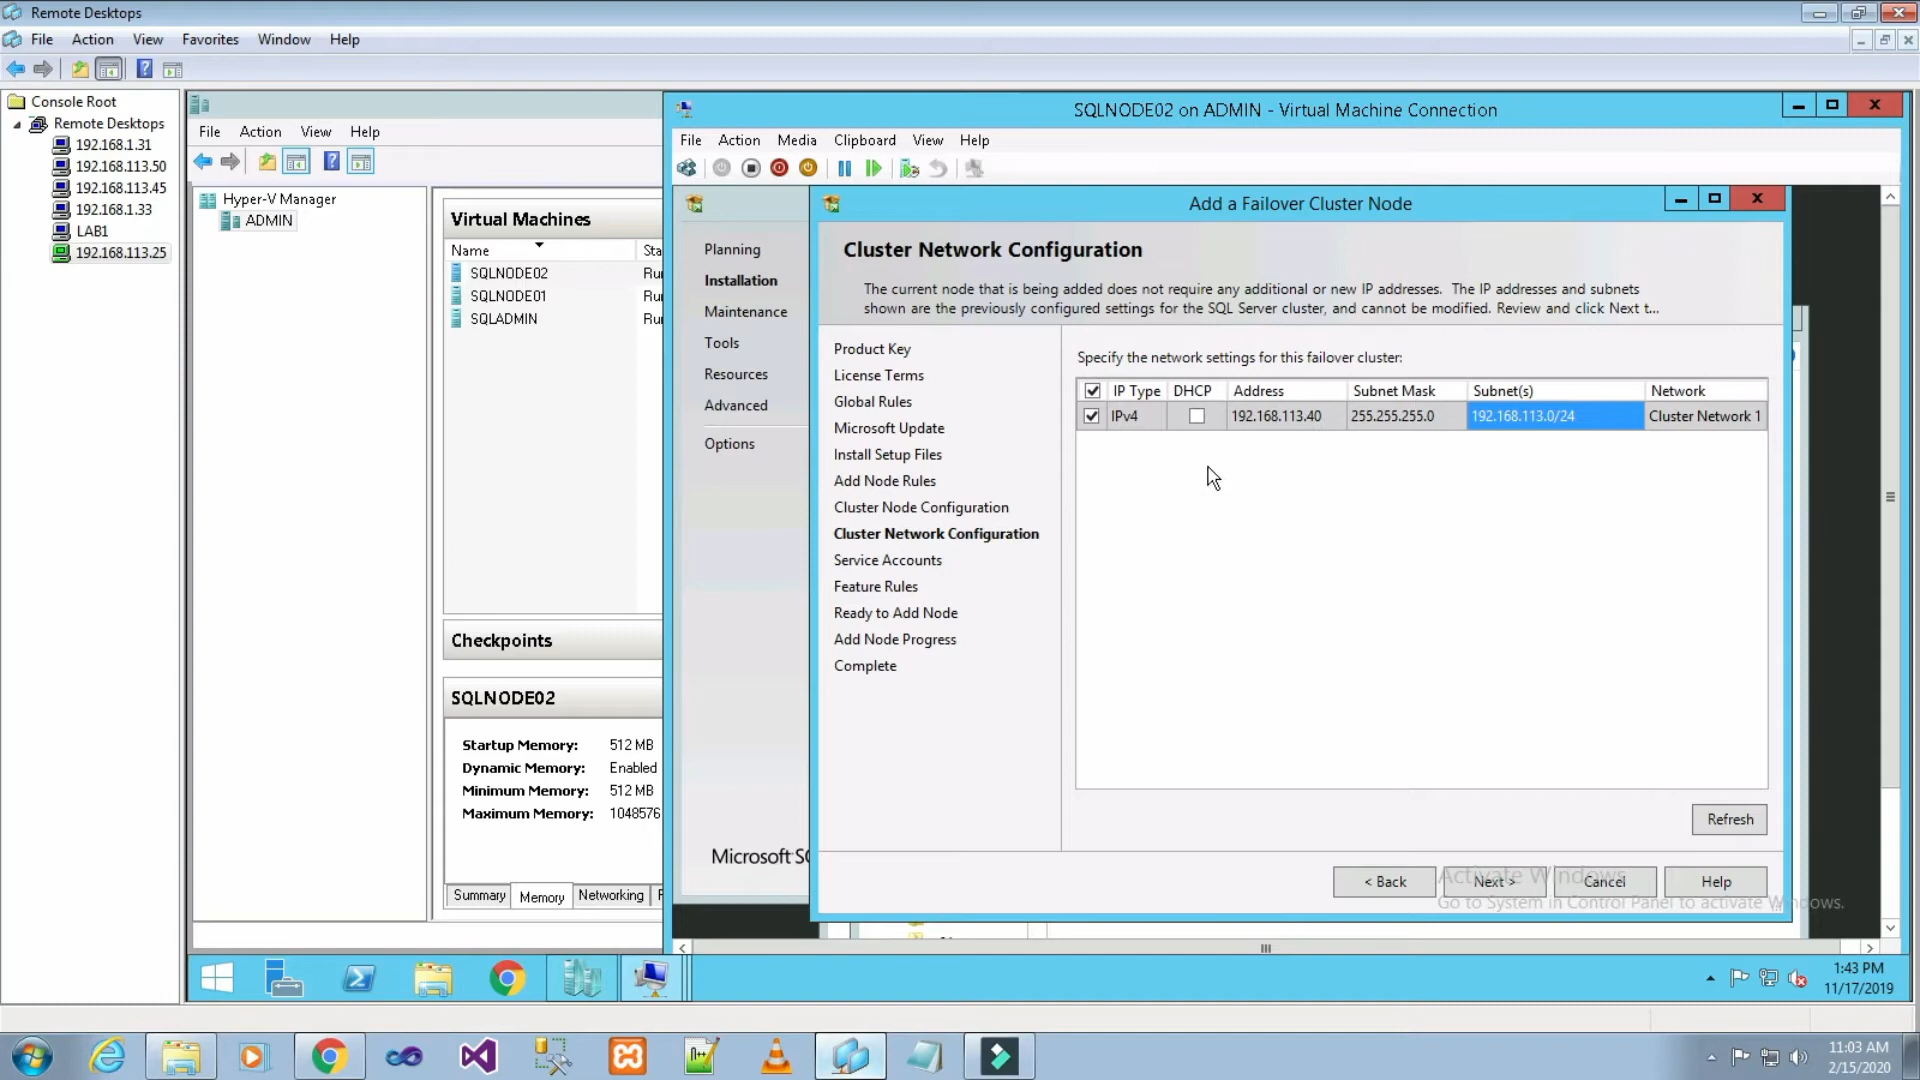 Remote Desktops
File Action View Favorites Window Help
Console Root
Remote Desktops
192.168.1.31
192.168.113.50
192.168.113.45
192.168.1.33
LAB1
192.168.113.25
File Action View Help
Hyper-V Manager
ADMIN
Virtual Machines
Name Sta
SQLNODE02 Ru
SQLNODE01 Ru
SQLADMIN Ru
Checkpoints
SQLNODE02
Startup Memory: 512 MB
Dynamic Memory: Enabled
Minimum Memory: 512 MB
Maximum Memory: 1048576
Summary Memory Networking
SQLNODE02 on ADMIN - Virtual Machine Connection
File Action Media Clipboard View Help
Planning
Installation
Maintenance
Tools
Resources
Advanced
Options
Microsoft SQ
Add a Failover Cluster Node
Cluster Network Configuration
The current node that is being added does not require any additional or new IP addresses. The IP addresses and subnets
shown are the previously configured settings for the SQL Server cluster, and cannot be modified. Review and click Next t...
Product Key
License Terms
Global Rules
Microsoft Update
Install Setup Files
Add Node Rules
Cluster Node Configuration
Cluster Network Configuration
Service Accounts
Feature Rules
Ready to Add Node
Add Node Progress
Complete
Specify the network settings for this failover cluster:
IP Type DHCP Address Subnet Mask Subnet(s) Network
IPv4 192.168.113.40 255.255.255.0 192.168.113.0/24 Cluster Network 1
Refresh
< Back Next > Cancel Help
Activate Windows
Go to System in Control Panel to activate Windows.
1:43 PM
11/17/2019
11:03 AM
2/15/2020